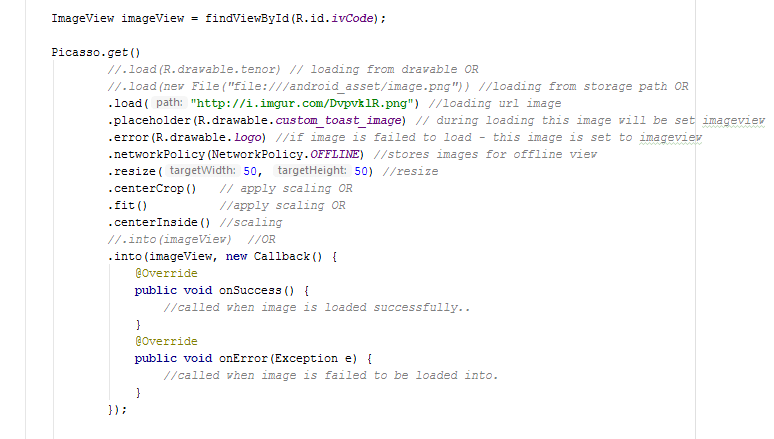 ImageView imageView = findViewById(R.id.ivCode);
Picasso.get()
//.load(R.drawable.tenor) // loading from drawable OR
//.load(new File("file:///android_asset/image.png")) //loading from storage path OR
.load( path: "http://i.imgur.com/DvpvklR.png") //loading url image
.placeholder(R.drawable.custom_toast_image) // during loading this image will be set imageview
.error(R.drawable.logo) //if image is failed to load - this image is set to imageview
.networkPolicy(NetworkPolicy.OFFLINE) //stores images for offline view
.resize( targetWidth: 50, targetHeight: 50) //resize
.centerCrop() // apply scaling OR
.fit() //apply scaling OR
.centerInside() //scaling
//.into(imageView) //OR
.into(imageView, new Callback() {
@Override
public void onSuccess() {
//called when image is loaded successfully..
}
@Override
public void onError(Exception e) {
//called when image is failed to be loaded into.
}
});